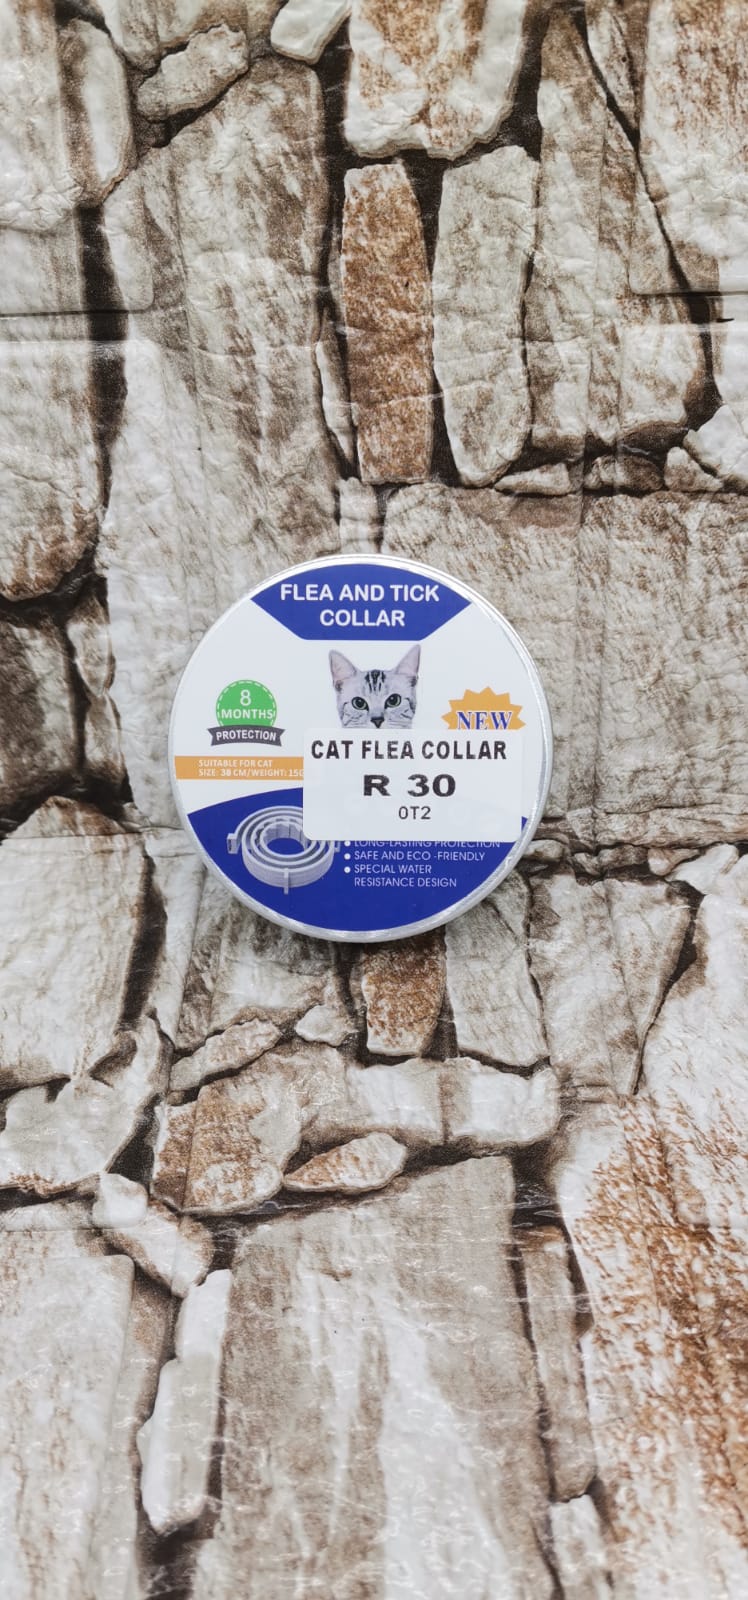 FLEA AND TICK
COLLAR
8
MONTHS
PROTECTION
NEW
SUITABLE FOR CAT
SIZE: 38 CM/WEIGHT: 15G
CAT FLEA COLLAR
R 30
0T2
LONG-LASTING PROTECTION
SAFE AND ECO -FRIENDLY
SPECIAL WATER
RESISTANCE DESIGN